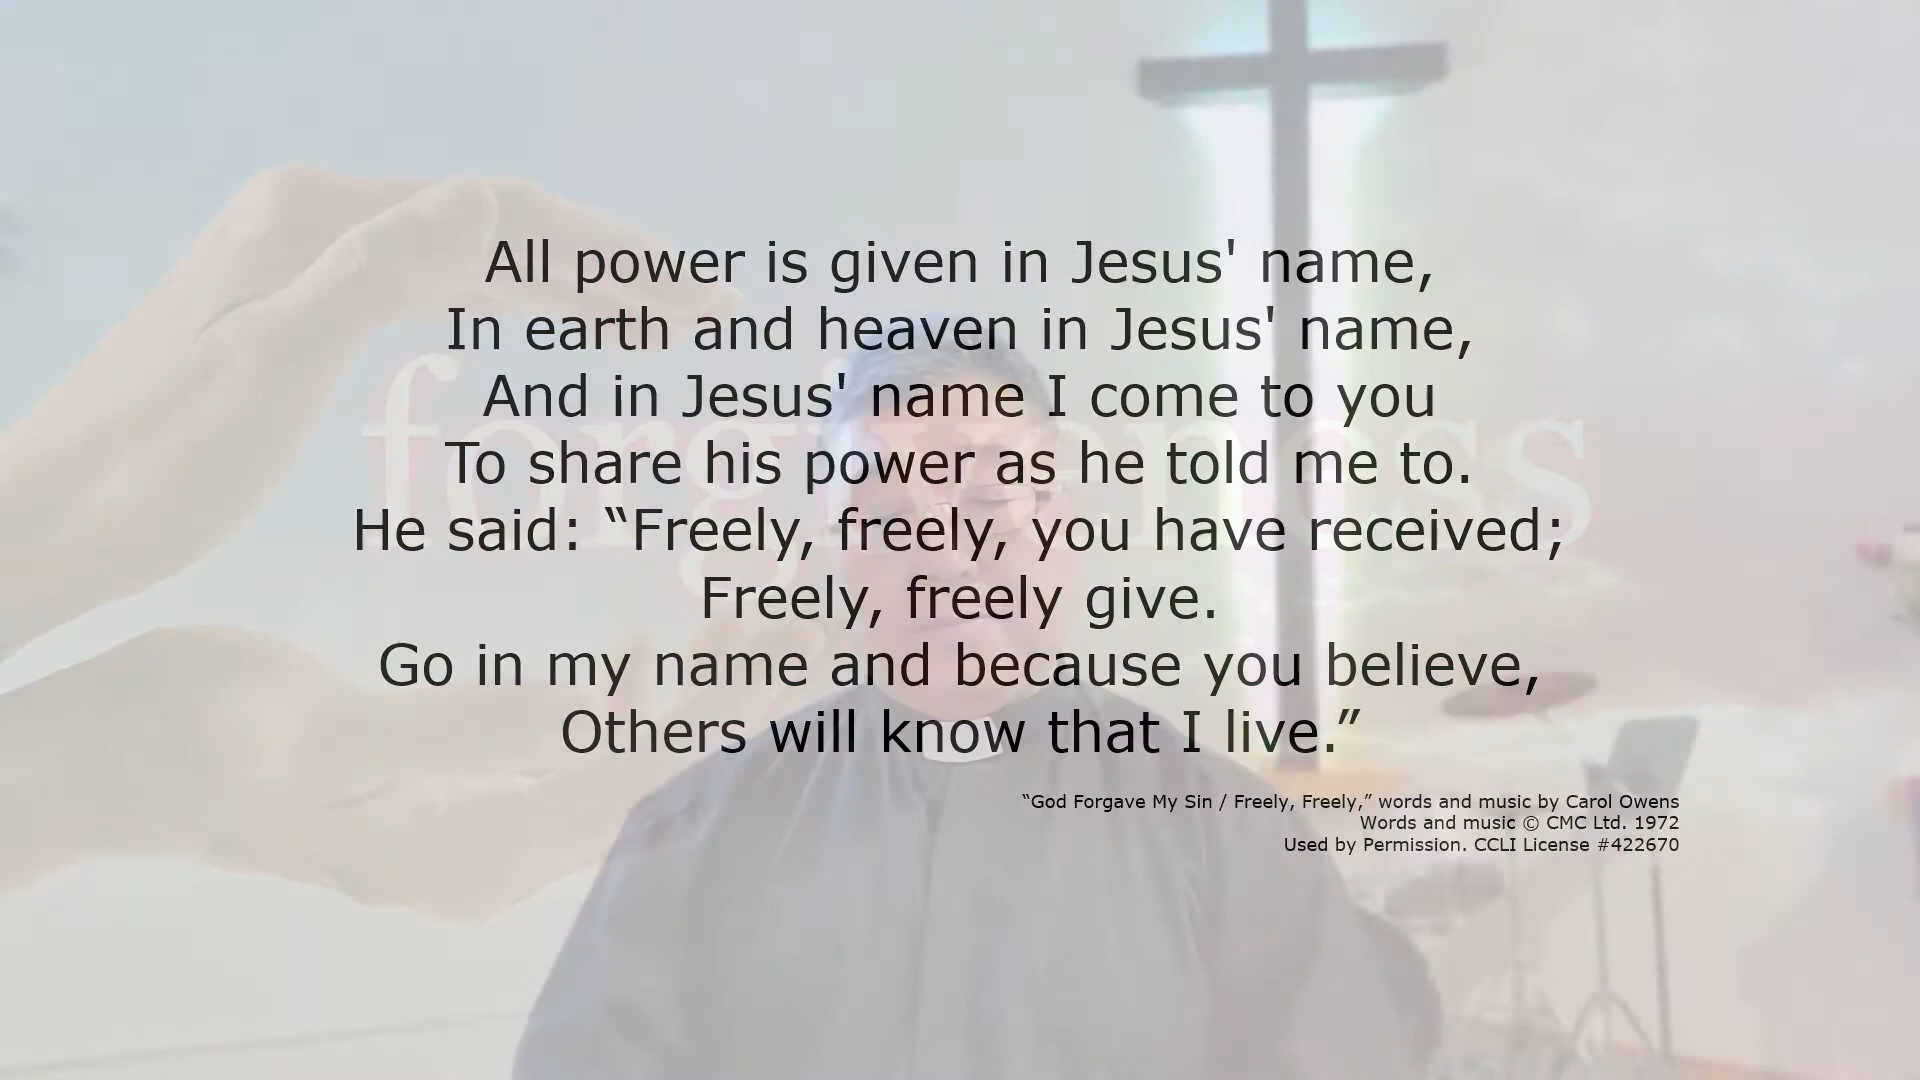 All power is given in Jesus' name,
In earth and heaven in Jesus' name,
And in Jesus' name I come to you
To share his power as he told me to.
He said: “Freely, freely, you have received;
Freely, freely give.
Go in my name and because you believe,
Others will know that I live.”
“God Forgave My Sin / Freely, Freely,” words and music by Carol Owens
Words and music © CMC Ltd. 1972
Used by Permission. CCLI License #422670
forgiveness